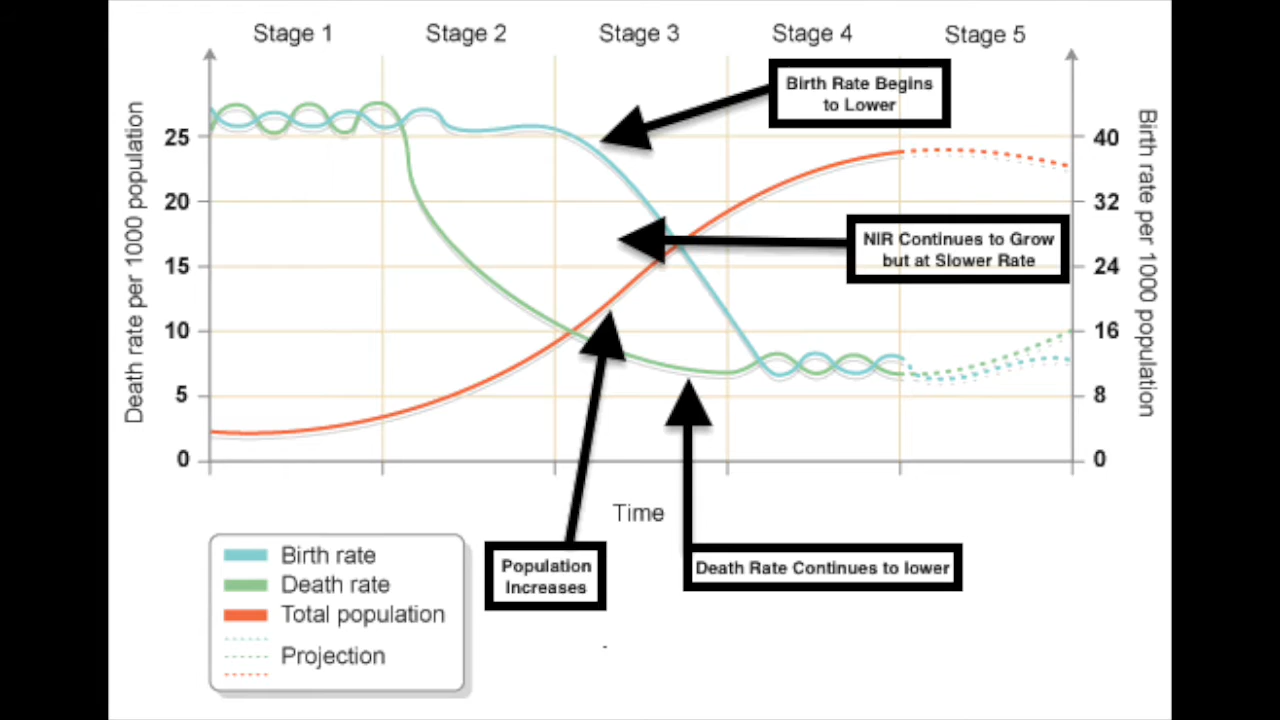 Stage 1
Stage 2
Stage 3
Stage 4
Stage 5
Birth Rate Begins
to Lower
Death rate per 1000 population
25
20
15
10
5
0
Birth rate per 1000 population
40
32
24
16
8
0
NIR Continues to Grow
but at Slower Rate
Time
Population
Increases
Death Rate Continues to lower
Birth rate
Death rate
Total population
Projection